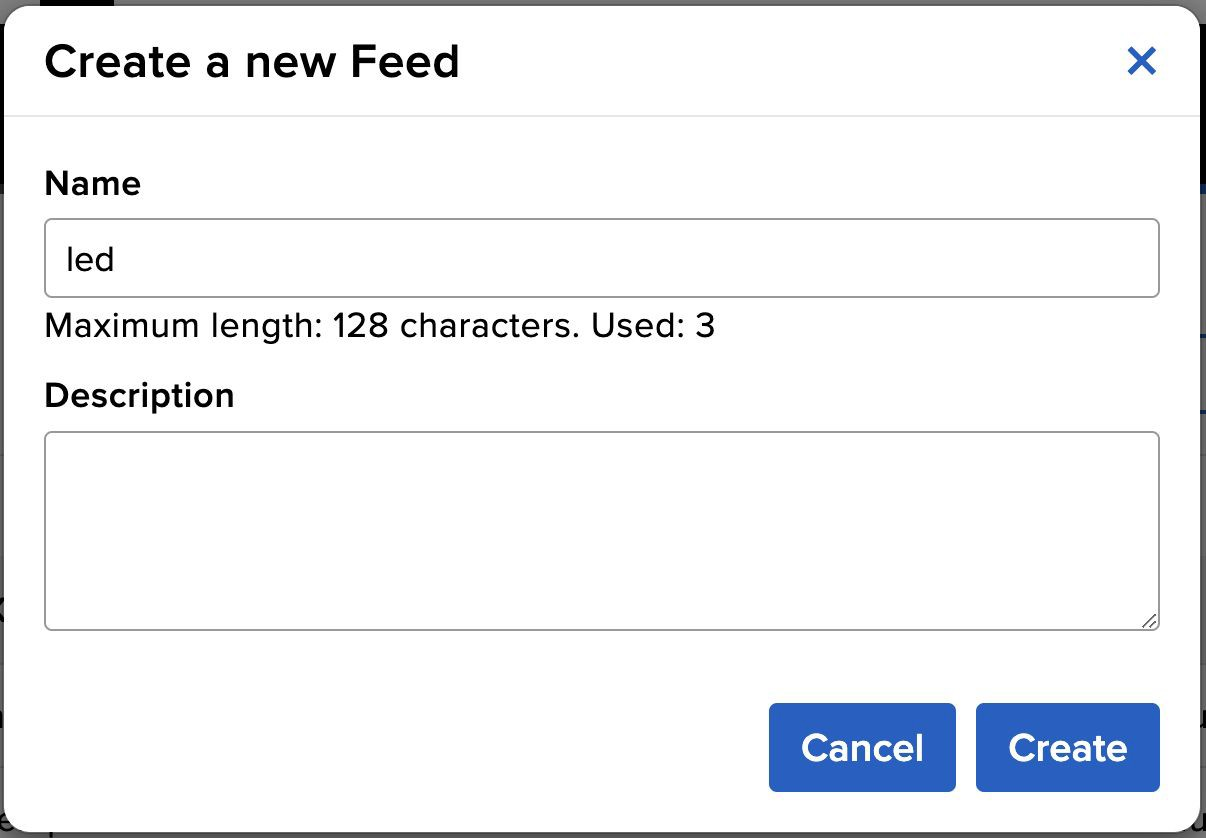 Create a new Feed
Name
led
Maximum length: 128 characters. Used: 3
Description
Cancel
Create